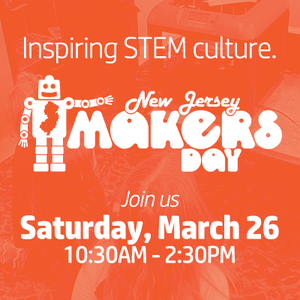 Inspiring STEM culture.
New Jersey
MAKERS
DAY
Join us
Saturday, March 26
10:30AM - 2:30PM